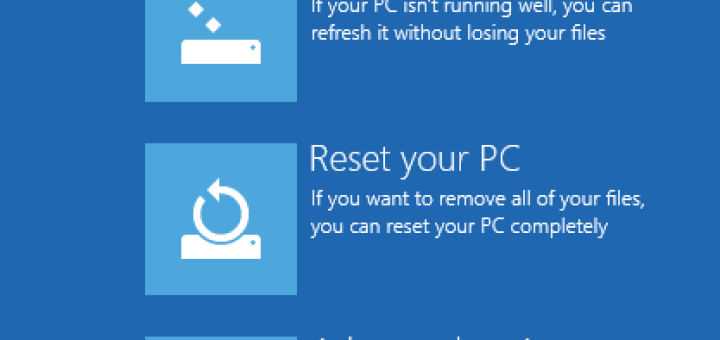 If your PC isn't running well, you can
refresh it without losing your files
Reset your PC
If you want to remove all of your files,
you can reset your PC completely